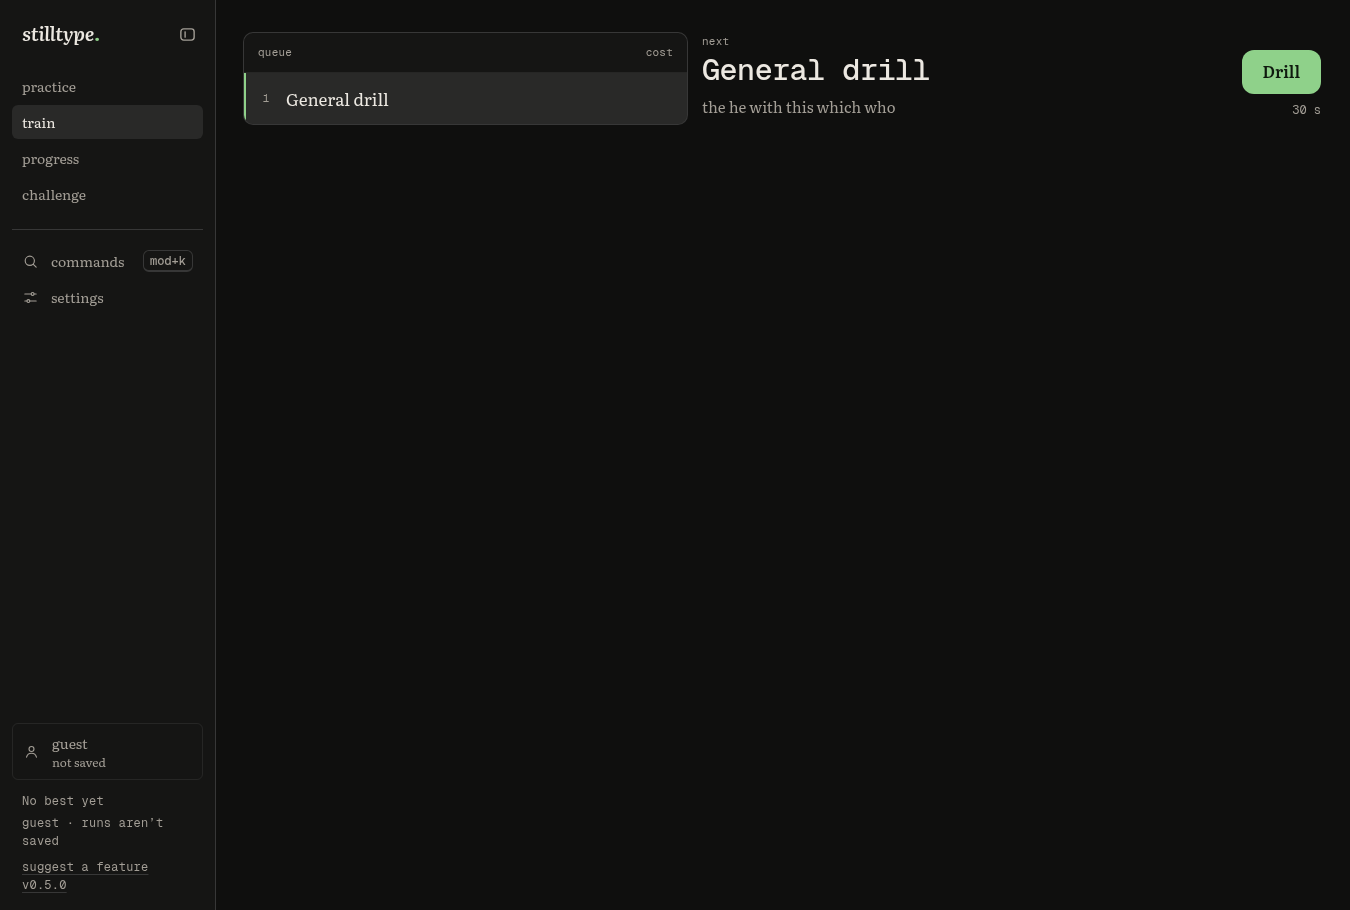 stilltype.
practice
train
progress
challenge
commands mod+k
settings
guest
not saved
No best yet
guest · runs aren't
saved
suggest a feature
v0.5.0
queue cost
1 General drill
next
General drill
the he with this which who
Drill
30 s